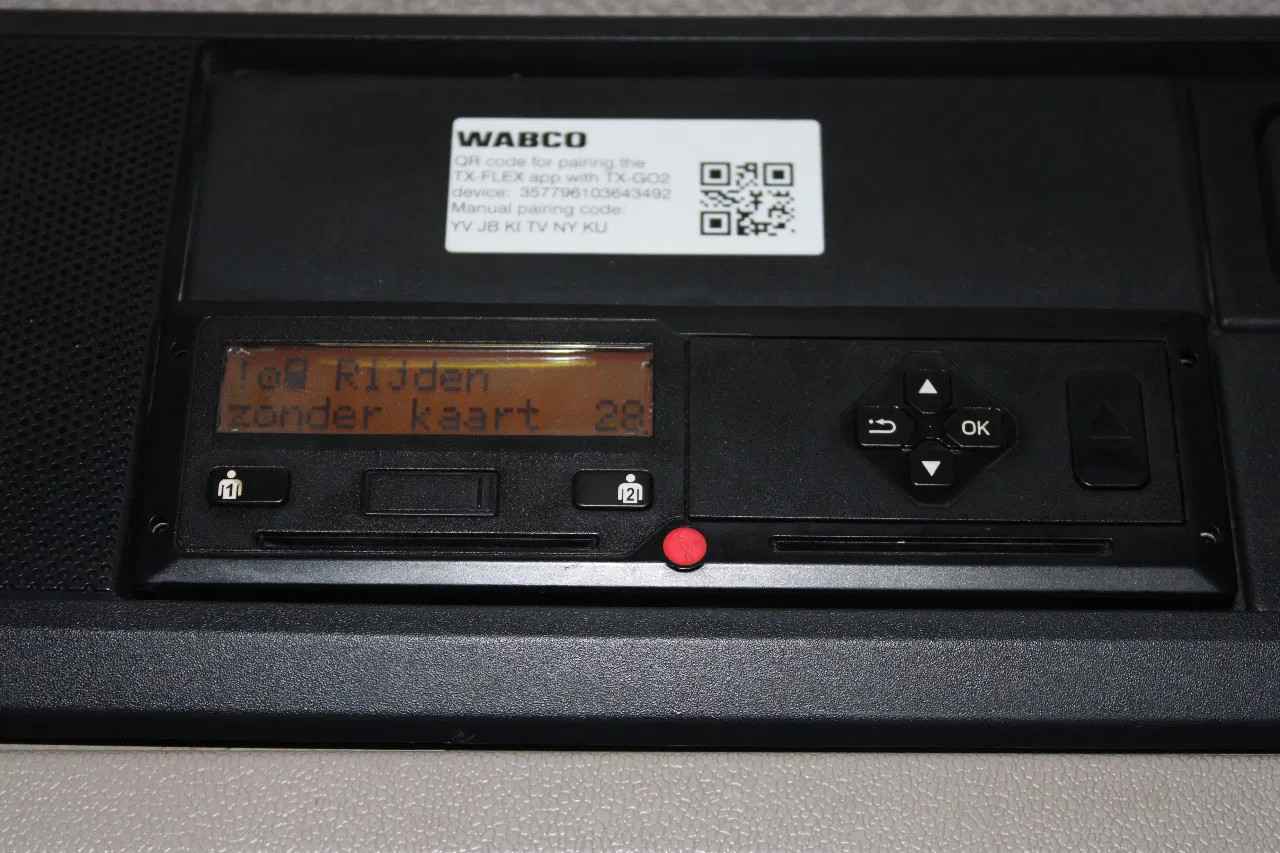 WABCO
QR code for pairing the
TX-FLEX app with TX-GO2
device: 357796103643492
Manual pairing code:
YV JB KI TV NY KU
! Rijden
zonder kaart 28
1
2
OK